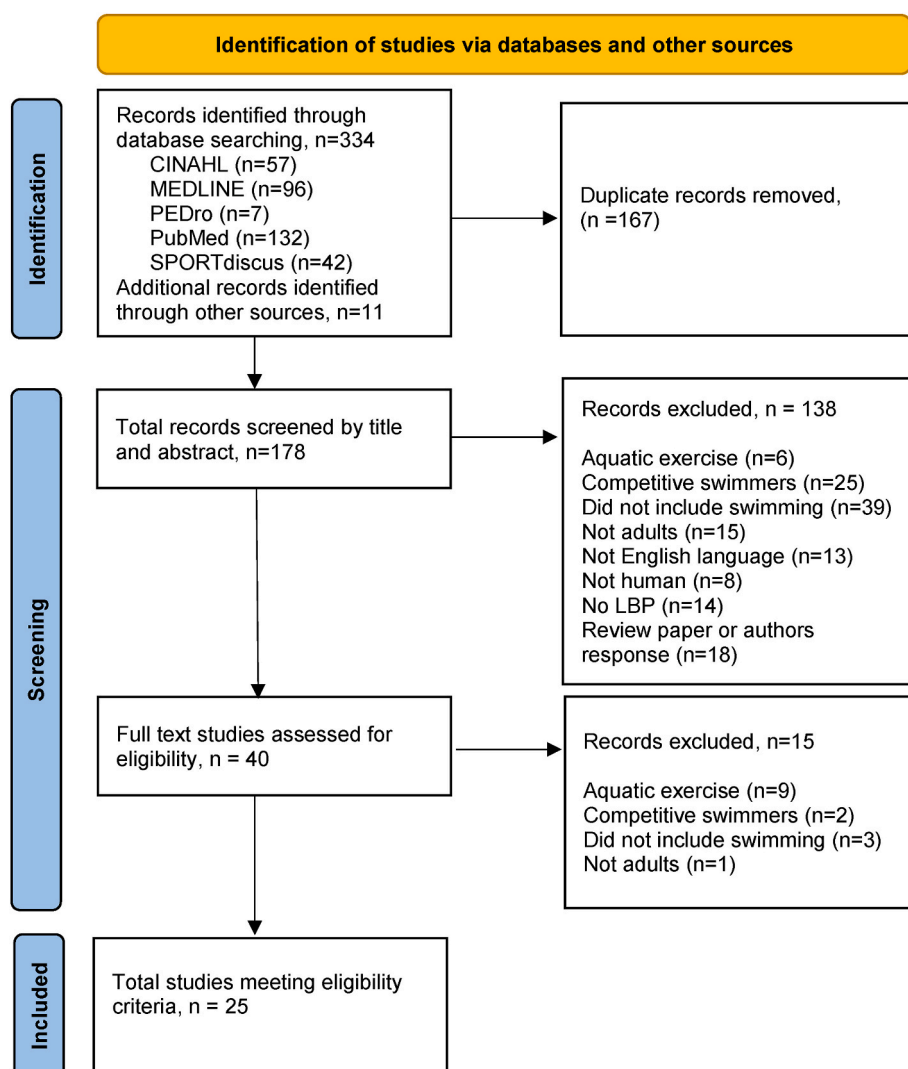 Identification of studies via databases and other sources
Identification
Records identified through
database searching, n=334
CINAHL (n=57)
MEDLINE (n=96)
PEDro (n=7)
PubMed (n=132)
SPORTdiscus (n=42)
Additional records identified
through other sources, n=11
Duplicate records removed,
(n =167)
Screening
Total records screened by title
and abstract, n=178
Records excluded, n = 138
Aquatic exercise (n=6)
Competitive swimmers (n=25)
Did not include swimming (n=39)
Not adults (n=15)
Not English language (n=13)
Not human (n=8)
No LBP (n=14)
Review paper or authors
response (n=18)
Full text studies assessed for
eligibility, n = 40
Records excluded, n=15
Aquatic exercise (n=9)
Competitive swimmers (n=2)
Did not include swimming (n=3)
Not adults (n=1)
Included
Total studies meeting eligibility
criteria, n = 25